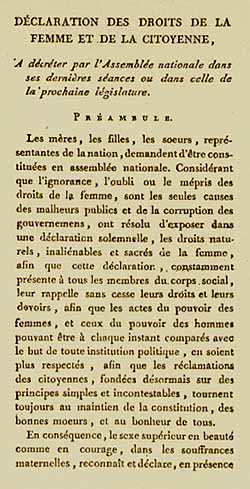 DÉCLARATION DES DROITS DE LA
FEMME ET DE LA CITOYENNE,
A décréter par l'Assemblée nationale dans
ses dernières séances ou dans celle de
la prochaine législature.
PRÉAMBULE.
Les mères, les filles, les soeurs, repré-
sentantes de la nation, demandent d'être cons-
tituées en assemblée nationale. Considérant
que l'ignorance, l'oubli ou le mépris des
droits de la femme, sont les seules causes
des malheurs publics et de la corruption des
gouvernemens, ont résolu d'exposer dans
une déclaration solemnelle, les droits natu-
rels, inaliénables et sacrés de la femme,
afin que cette déclaration, constamment
présente à tous les membres du corps social,
leur rappelle sans cesse leurs droits et leurs
devoirs, afin que les actes du pouvoir des
femmes, et ceux du pouvoir des hommes
pouvant être à chaque instant comparés avec
le but de toute institution politique, en soient
plus respectés, afin que les réclamations
des citoyennes, fondées désormais sur des
principes simples et incontestables, tournent
toujours au maintien de la constitution, des
bonnes moeurs, et au bonheur de tous.
En conséquence, le sexe supérieur en beauté
comme en courage, dans les souffrances
maternelles, reconnaît et déclare, en présence